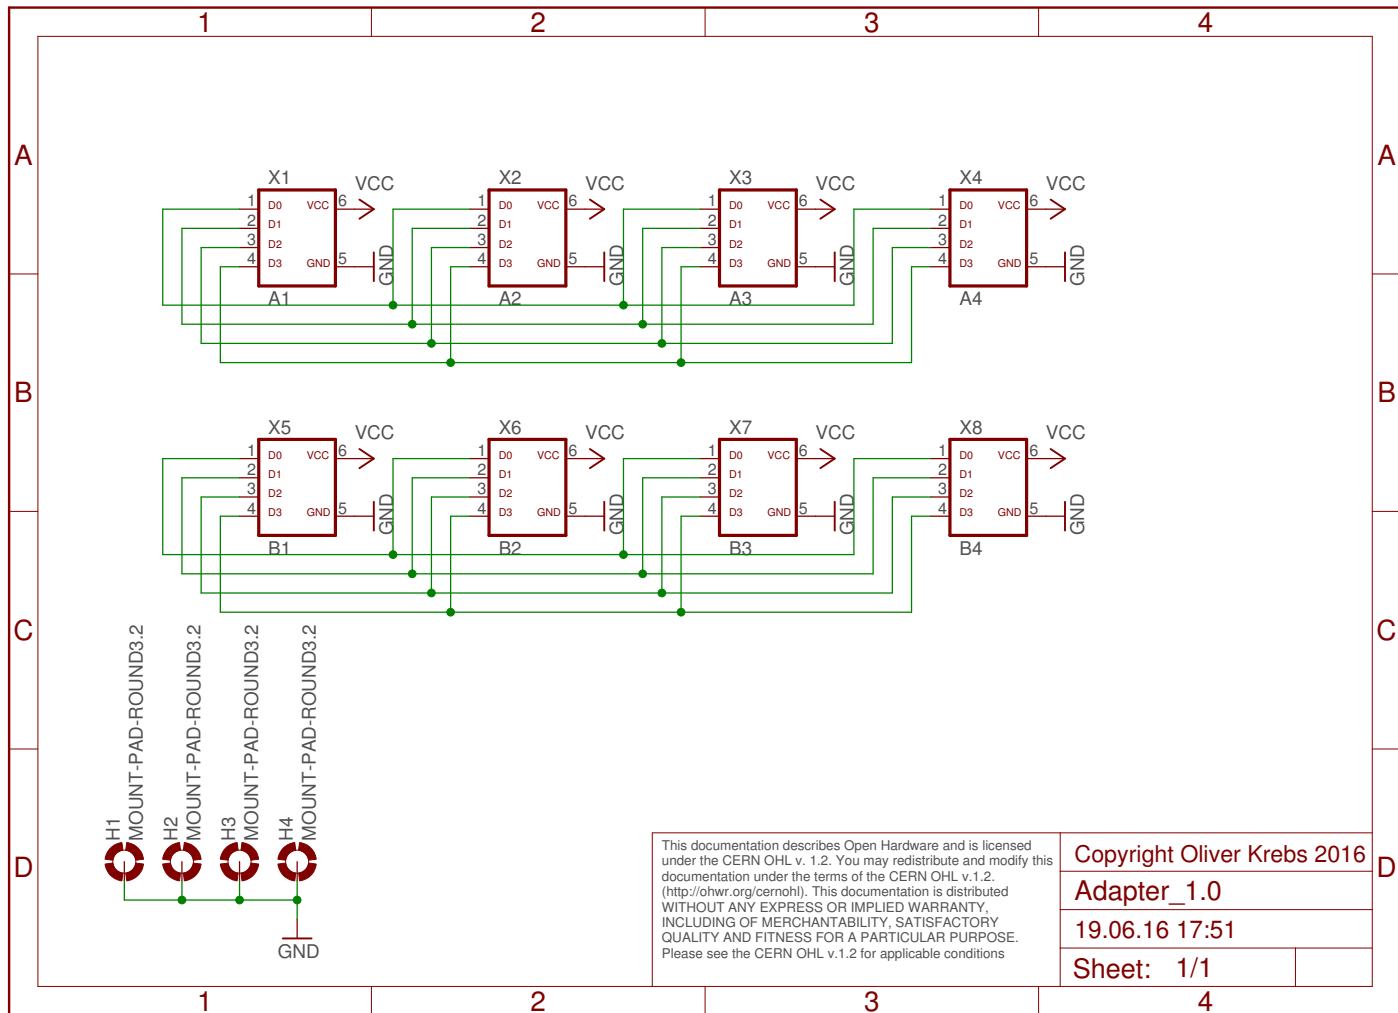 1 2 3 4
A A
X1 VCC X2 VCC X3 VCC X4 VCC
1 D0 VCC 6 1 D0 VCC 6 1 D0 VCC 6 1 D0 VCC 6
2 D1 2 D1 2 D1 2 D1
3 D2 3 D2 3 D2 3 D2
4 D3 GND 5 GND 4 D3 GND 5 GND 4 D3 GND 5 GND 4 D3 GND 5 GND
A1 A2 A3 A4
B B
X5 VCC X6 VCC X7 VCC X8 VCC
1 D0 VCC 6 1 D0 VCC 6 1 D0 VCC 6 1 D0 VCC 6
2 D1 2 D1 2 D1 2 D1
3 D2 3 D2 3 D2 3 D2
4 D3 GND 5 GND 4 D3 GND 5 GND 4 D3 GND 5 GND 4 D3 GND 5 GND
B1 B2 B3 B4
C C
H1
MOUNT-PAD-ROUND3.2
H2
MOUNT-PAD-ROUND3.2
H3
MOUNT-PAD-ROUND3.2
H4
MOUNT-PAD-ROUND3.2
GND
D D
This documentation describes Open Hardware and is licensed
under the CERN OHL v. 1.2. You may redistribute and modify this
documentation under the terms of the CERN OHL v.1.2.
(http://ohwr.org/cernohl). This documentation is distributed
WITHOUT ANY EXPRESS OR IMPLIED WARRANTY,
INCLUDING OF MERCHANTABILITY, SATISFACTORY
QUALITY AND FITNESS FOR A PARTICULAR PURPOSE.
Please see the CERN OHL v.1.2 for applicable conditions
Copyright Oliver Krebs 2016
Adapter_1.0
19.06.16 17:51
Sheet: 1/1
1 2 3 4